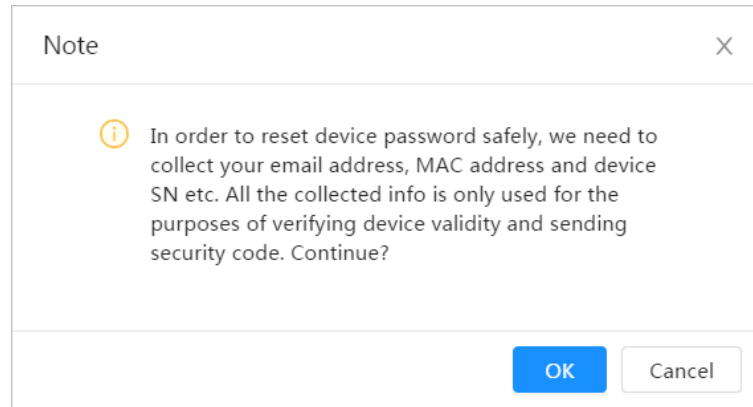 Note
In order to reset device password safely, we need to
collect your email address, MAC address and device
SN etc. All the collected info is only used for the
purposes of verifying device validity and sending
security code. Continue?
OK
Cancel